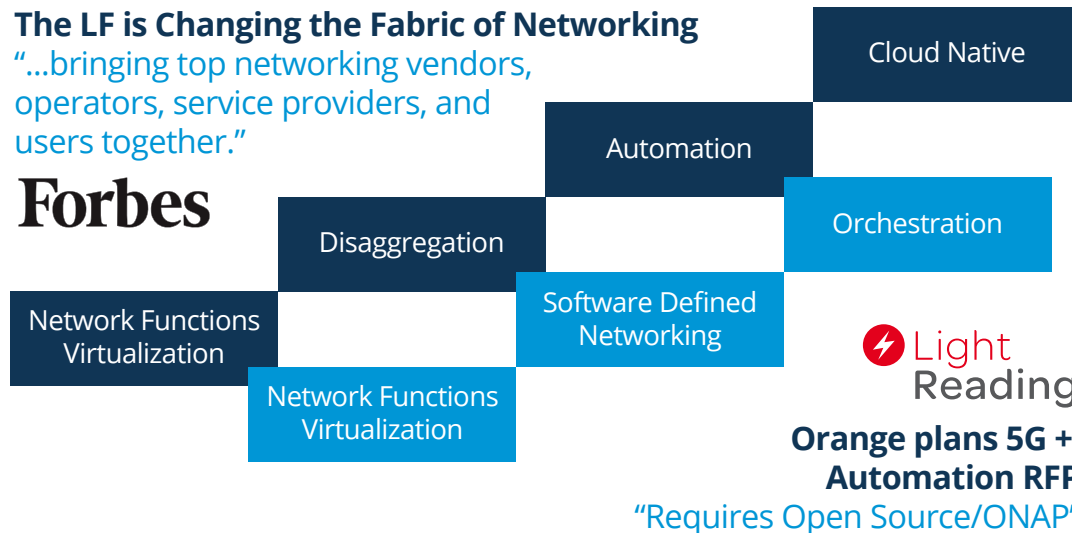 The LF is Changing the Fabric of Networking
“...bringing top networking vendors,
operators, service providers, and
users together.”
Forbes
Cloud Native
Automation
Orchestration
Disaggregation
Software Defined
Networking
Network Functions
Virtualization
Network Functions
Virtualization
Light
Reading
Orange plans 5G +
Automation RFP
“Requires Open Source/ONAP”